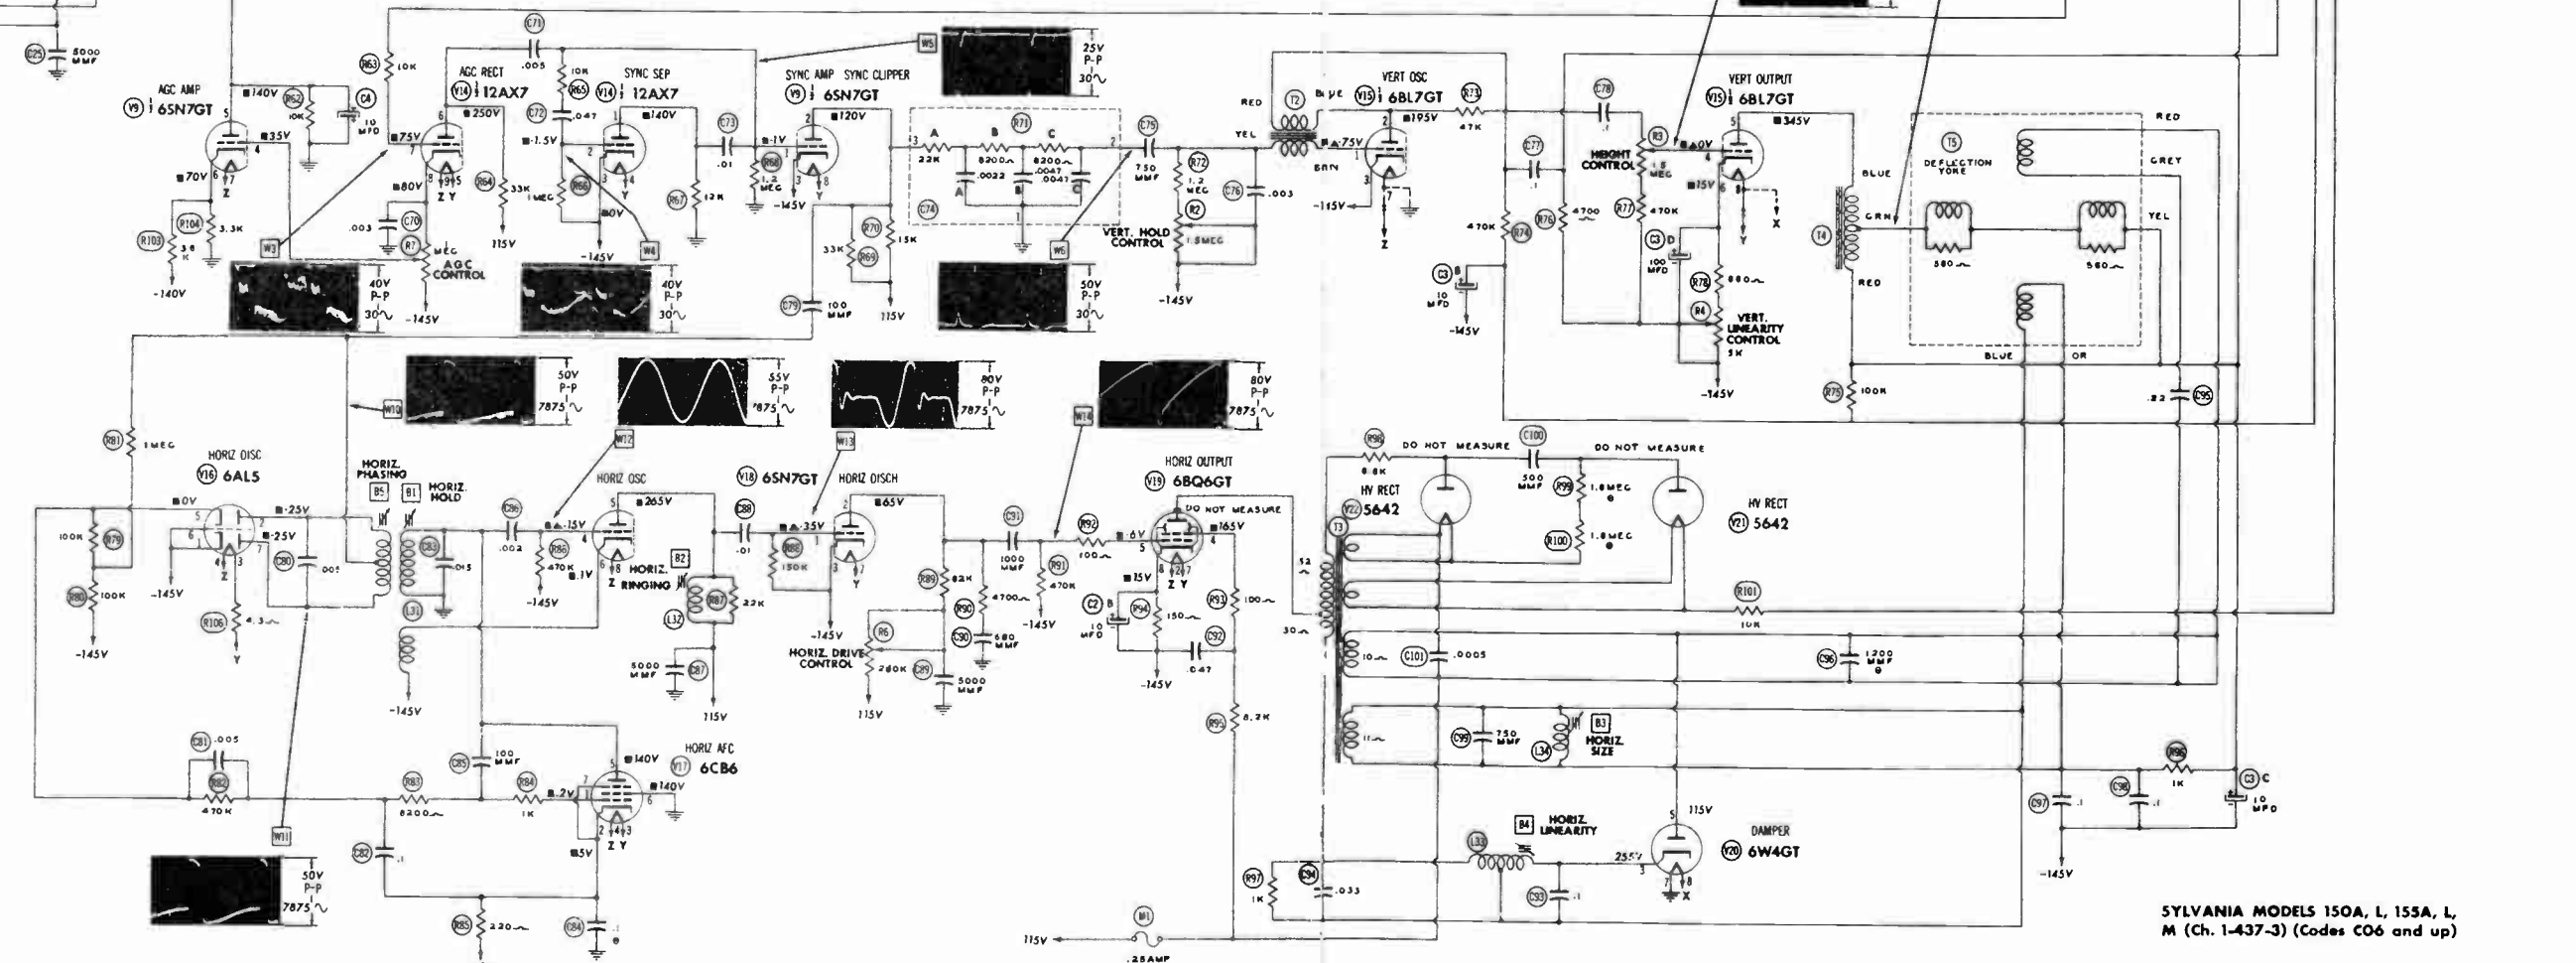 C25 5000 MMF
AGC AMP
V9 ½ 6SN7GT
■140V
■35V
■70V
R62 10K
C4 10 MFD
R103
R104 3.3K
-140V
R63 10K
■75V
AGC RECT
V14 ½ 12AX7
■250V
■80V
Z Y
C70 .003
R7 MEG
AGC CONTROL
-145V
R64 33K
115V
W3
40V P-P 30∿
C71 .005
10K R65
C72 .047
■-1.5V
SYNC SEP
V14 ½ 12AX7
■140V
R66 1MEG
■0V
-145V
W4
40V P-P 30∿
R67 12K
C73 .01
W5
25V P-P 30∿
SYNC AMP SYNC CLIPPER
V9 ½ 6SN7GT
■120V
■-1V
R68 1.2 MEG
-145V
C79 100 MMF
33K R69
R70 15K
115V
R71
A B C
22K 8200∿ 8200∿
.0022 .0047 .0047
A B C
C74
C75 750 MMF
W6
50V P-P 30∿
R72 1.2 MEG
VERT. HOLD CONTROL
R2 1.5MEG
-145V
C76 .003
RED
T2
BLUE
YEL
BRN
VERT OSC
V15 ½ 6BL7GT
■195V
■▲-75V
-115V
Z
R73 47K
470K R74
C3 B 10 MFD
-145V
C77 .1
R76 4700
C78 .1
HEIGHT CONTROL
R3 1.5 MEG
R77 470K
VERT OUTPUT
V15 ½ 6BL7GT
■345V
■▲0V
■15V
Y X
C3 D 100 MFD
R78 680∿
R4
VERT. LINEARITY CONTROL
5K
-145V
BLUE
GRN
RED
T4
R75 100K
T5
DEFLECTION YOKE
560∿ 560∿
RED
GREY
YEL
BLUE OR
.22 C95
R81 1MEG
W10
50V P-P 7875∿
55V P-P 7875∿
W12
80V P-P 7875∿
W13
80V P-P 7875∿
W14
HORIZ DISC
V16 6AL5
■0V
■-25V
■-25V
100K R79
R80 100K
-145V
-145V
R106
Y
C80 .005
HORIZ. PHASING B5
B1 HORIZ. HOLD
C83 .015
L31
-145V
C86 .002
R86 470K
-145V
HORIZ OSC
■▲-15V
■265V
■.1V
Z
HORIZ. RINGING B2
L32
R87 22K
5000 MMF C87
115V
V18 6SN7GT
HORIZ DISCH
C88 .01
■▲-35V
■65V
R88 150K
-145V
Y
R89 82K
HORIZ. DRIVE CONTROL
R6 260K
115V
C89 5000 MMF
R90 4700∿
C90 680 MMF
C91 1000 MMF
R91 470K
-145V
R92 100∿
HORIZ OUTPUT
V19 6BQ6GT
DO NOT MEASURE
■165V
■-6V
■15V
Z Y
C2 B 10 MFD
R94 150∿
-145V
C92 .047
R93 100∿
R95 8.2K
R98 6.8K
DO NOT MEASURE
HV RECT
V22 5642
T3
C100 500 MMF
DO NOT MEASURE
R99 1.8MEG
R100 1.8MEG
HV RECT
V21 5642
R101 10K
C101 .0005
30∿
10∿
11∿
C96 1200 MMF
C99 750 MMF
L34
B3 HORIZ. SIZE
C81 .005
R82 470K
W11
50V P-P 7875∿
C82 .1
R83 8200∿
C85 100 MMF
R84 1K
HORIZ AFC
V17 6CB6
■140V
■140V
■-.2V
■.5V
Z Y
R85 220∿
C84 .1
M1
115V
.25AMP
R97 1K
C94 .033
L33
B4 HORIZ. LINEARITY
C93 .1
255V
115V
DAMPER
V20 6W4GT
X
C97 .1
C98 .1
R96 1K
C3 C 10 MFD
-145V
SYLVANIA MODELS 150A, L, 155A, L,
M (Ch. 1-437-3) (Codes C06 and up)